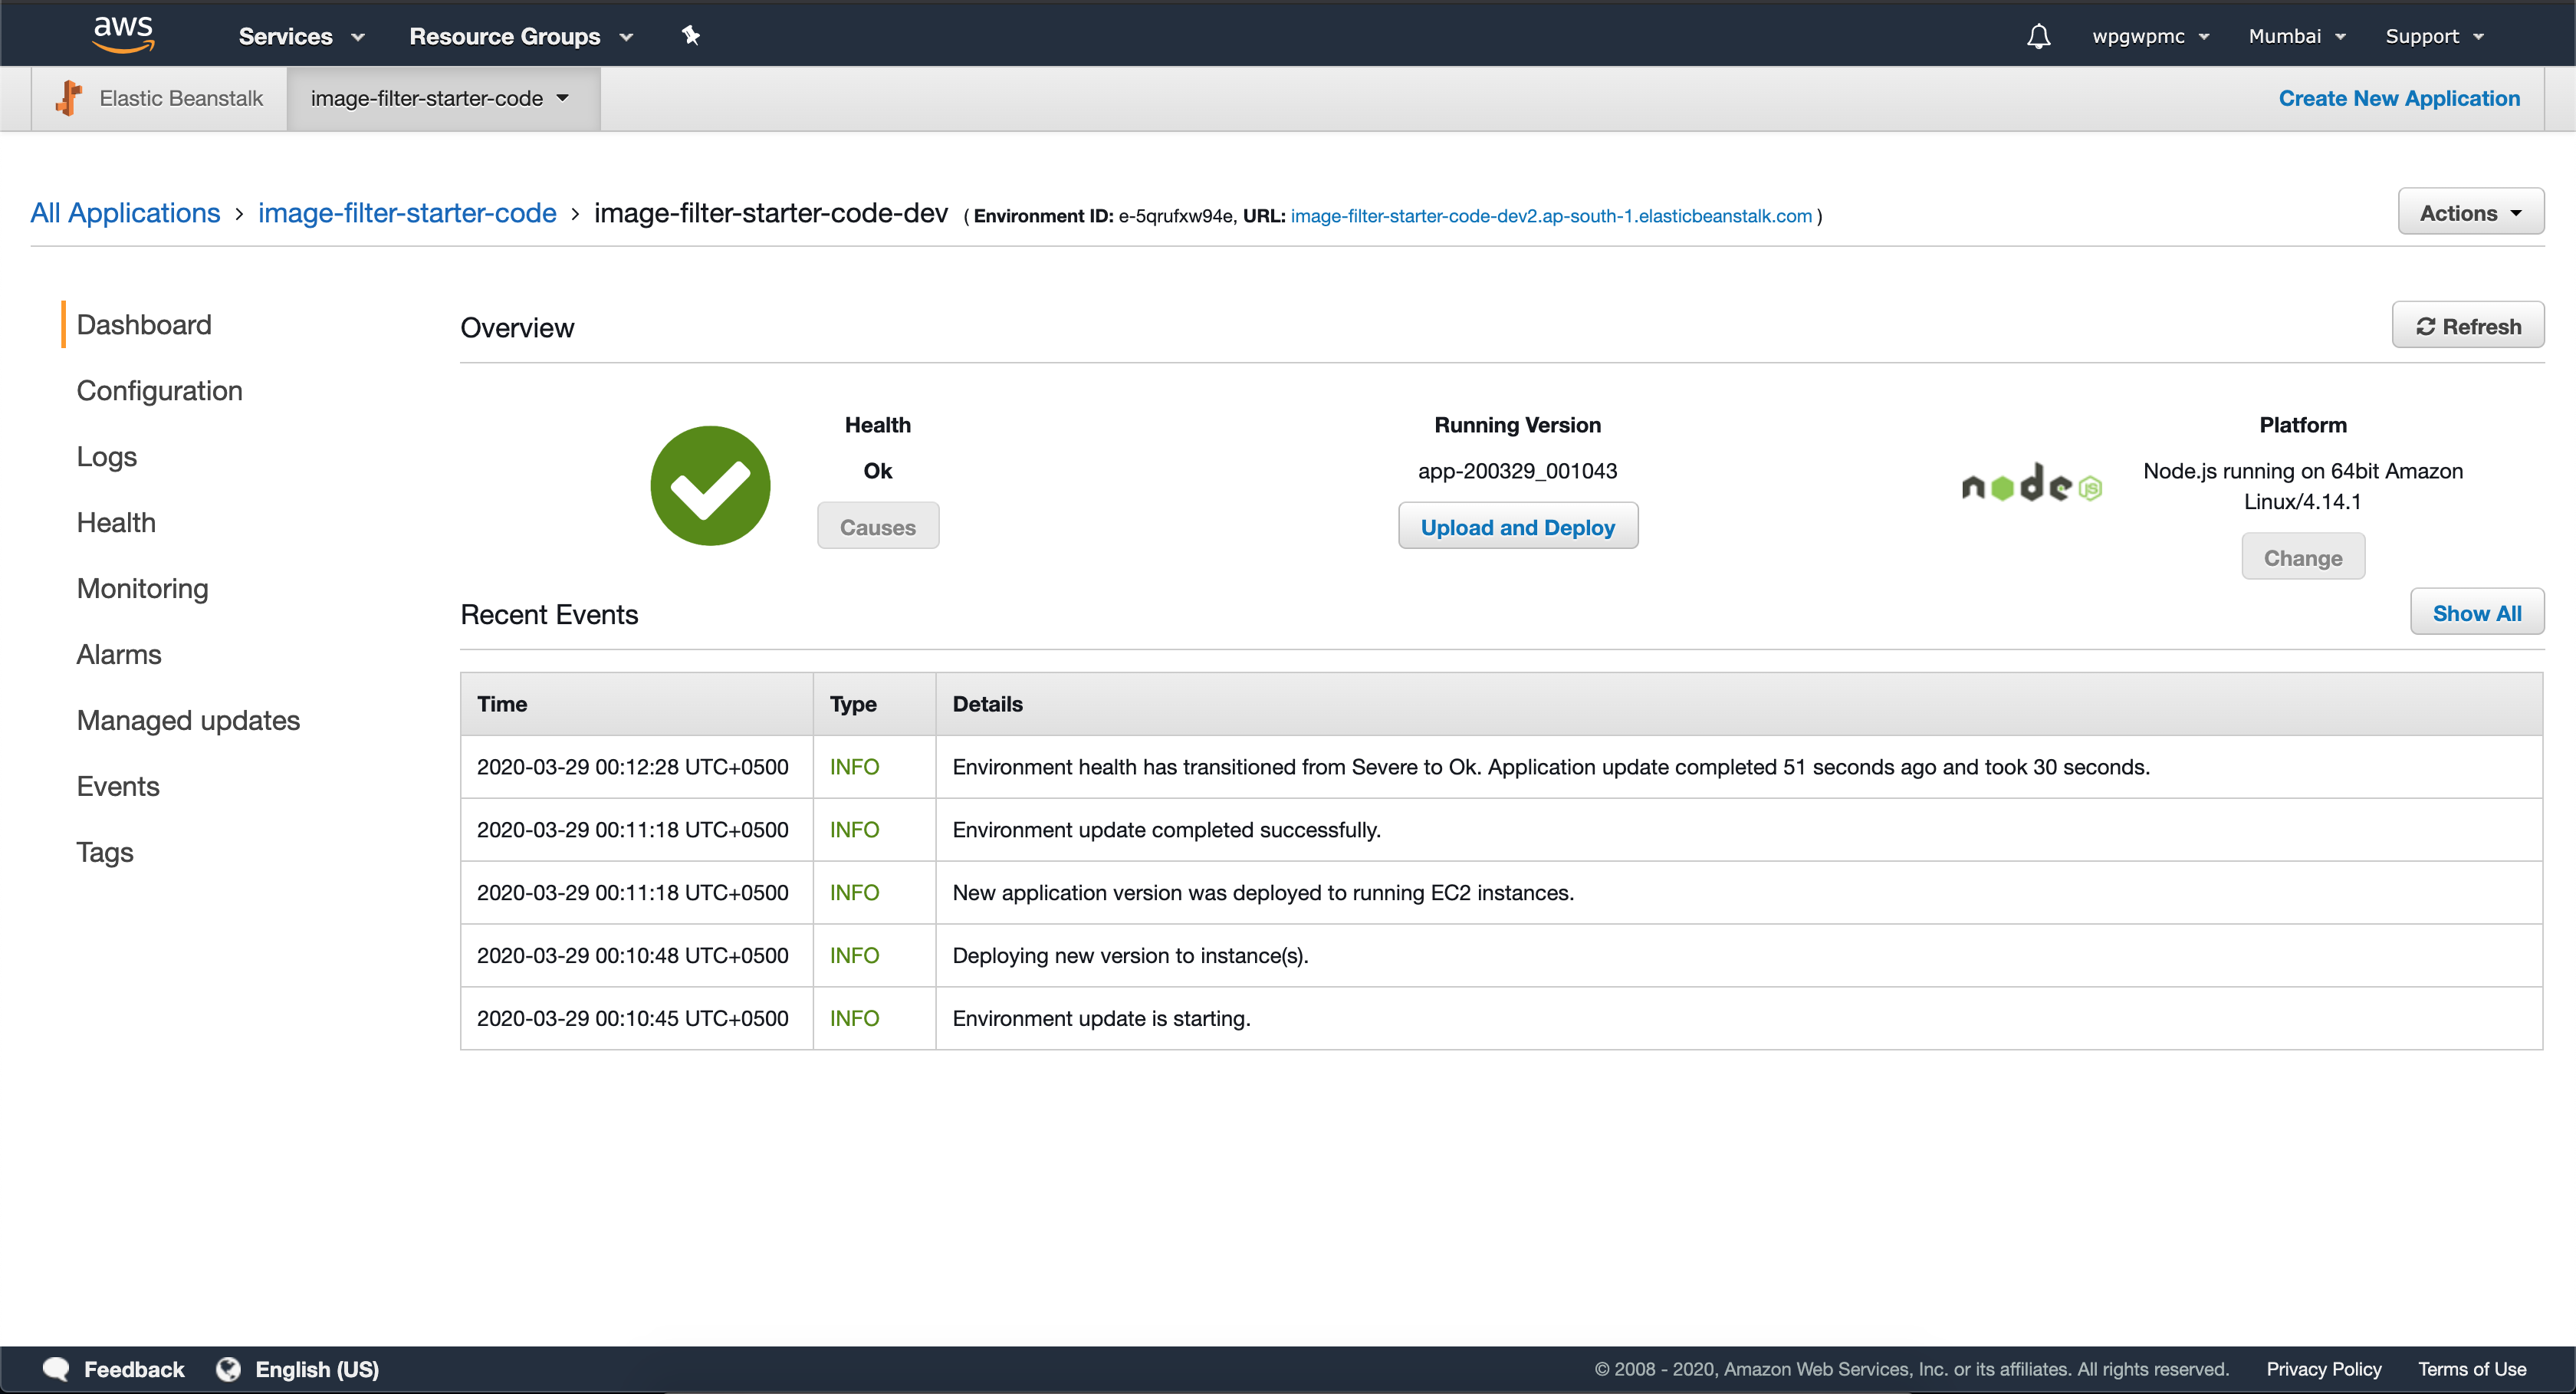 aws Services Resource Groups wpgwpmc Mumbai Support
Elastic Beanstalk image-filter-starter-code Create New Application
All Applications › image-filter-starter-code › image-filter-starter-code-dev ( Environment ID: e-5qrufxw94e, URL: image-filter-starter-code-dev2.ap-south-1.elasticbeanstalk.com ) Actions
Dashboard
Configuration
Logs
Health
Monitoring
Alarms
Managed updates
Events
Tags
Overview Refresh
Health
Ok
Causes
Running Version
app-200329_001043
Upload and Deploy
node JS
Platform
Node.js running on 64bit Amazon
Linux/4.14.1
Change
Recent Events Show All
Time Type Details
2020-03-29 00:12:28 UTC+0500 INFO Environment health has transitioned from Severe to Ok. Application update completed 51 seconds ago and took 30 seconds.
2020-03-29 00:11:18 UTC+0500 INFO Environment update completed successfully.
2020-03-29 00:11:18 UTC+0500 INFO New application version was deployed to running EC2 instances.
2020-03-29 00:10:48 UTC+0500 INFO Deploying new version to instance(s).
2020-03-29 00:10:45 UTC+0500 INFO Environment update is starting.
Feedback English (US) © 2008 - 2020, Amazon Web Services, Inc. or its affiliates. All rights reserved. Privacy Policy Terms of Use